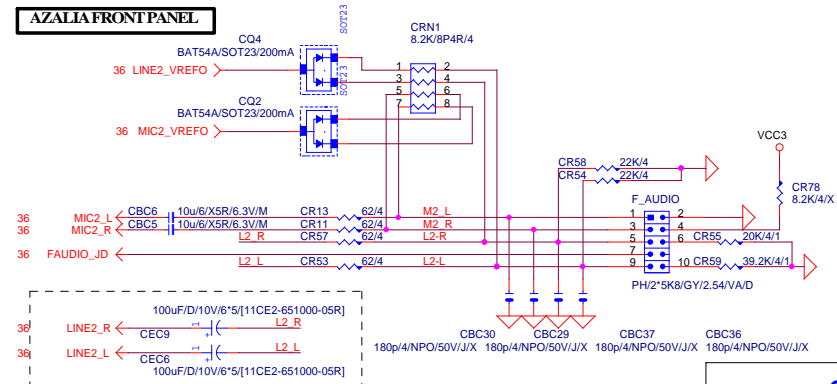 AZALIA FRONT PANEL
CQ4
BAT54A/SOT23/200mA
SOT23
36 LINE2_VREFO
CRN1
8.2K/8P4R/4
1 2
3 4
5 6
7 8
SOT23
CQ2
BAT54A/SOT23/200mA
36 MIC2_VREFO
VCC3
CR58 22K/4
CR54 22K/4
CR78
8.2K/4/X
F_AUDIO
36 MIC2_L CBC6 10u/6/X5R/6.3V/M CR13 62/4 M2_L
36 MIC2_R CBC5 10u/6/X5R/6.3V/M CR11 62/4 M2_R
L2_R CR57 62/4 L2-R
36 FAUDIO_JD
L2_L CR53 62/4 L2-L
1 2
3 4
5 6 CR55 20K/4/1
7
9 10 CR59 39.2K/4/1
PH/2*5K8/GY/2.54/VA/D
100uF/D/10V/6*5/[11CE2-651000-05R]
36 LINE2_R 1 + L2_R
CEC9
36 LINE2_L 1 + L2_L
CEC6
100uF/D/10V/6*5/[11CE2-651000-05R]
CBC30 CBC29 CBC37 CBC36
180p/4/NPO/50V/J/X 180p/4/NPO/50V/J/X 180p/4/NPO/50V/J/X 180p/4/NPO/50V/J/X